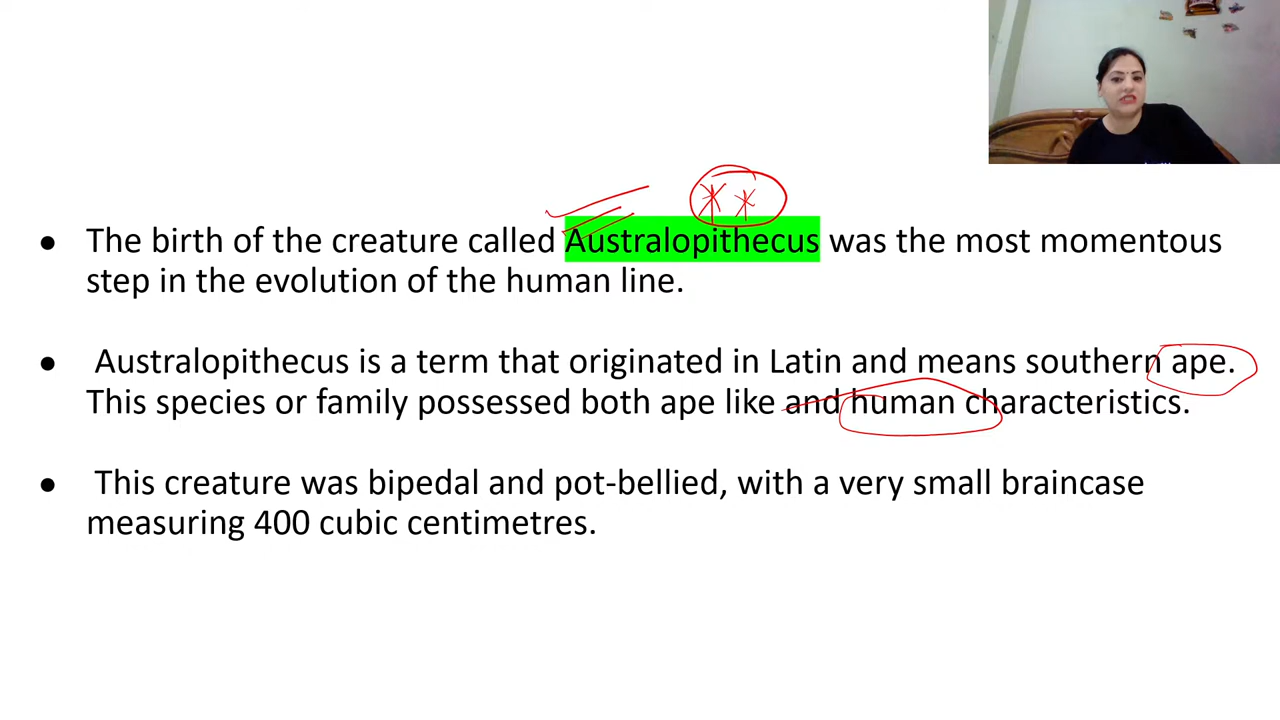 ● The birth of the creature called Australopithecus was the most momentous
step in the evolution of the human line.
● Australopithecus is a term that originated in Latin and means southern ape.
This species or family possessed both ape like and human characteristics.
● This creature was bipedal and pot-bellied, with a very small braincase
measuring 400 cubic centimetres.